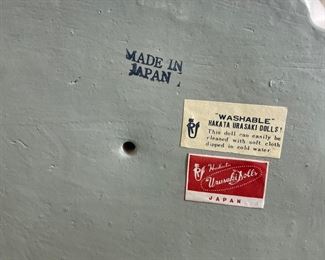 MADE IN
JAPAN
"WASHABLE"
HAKATA URASAKI DOLLS!
This doll can easily be
cleaned with soft cloth
dipped in cold water.
Hakata
Urasaki Dolls
JAPAN